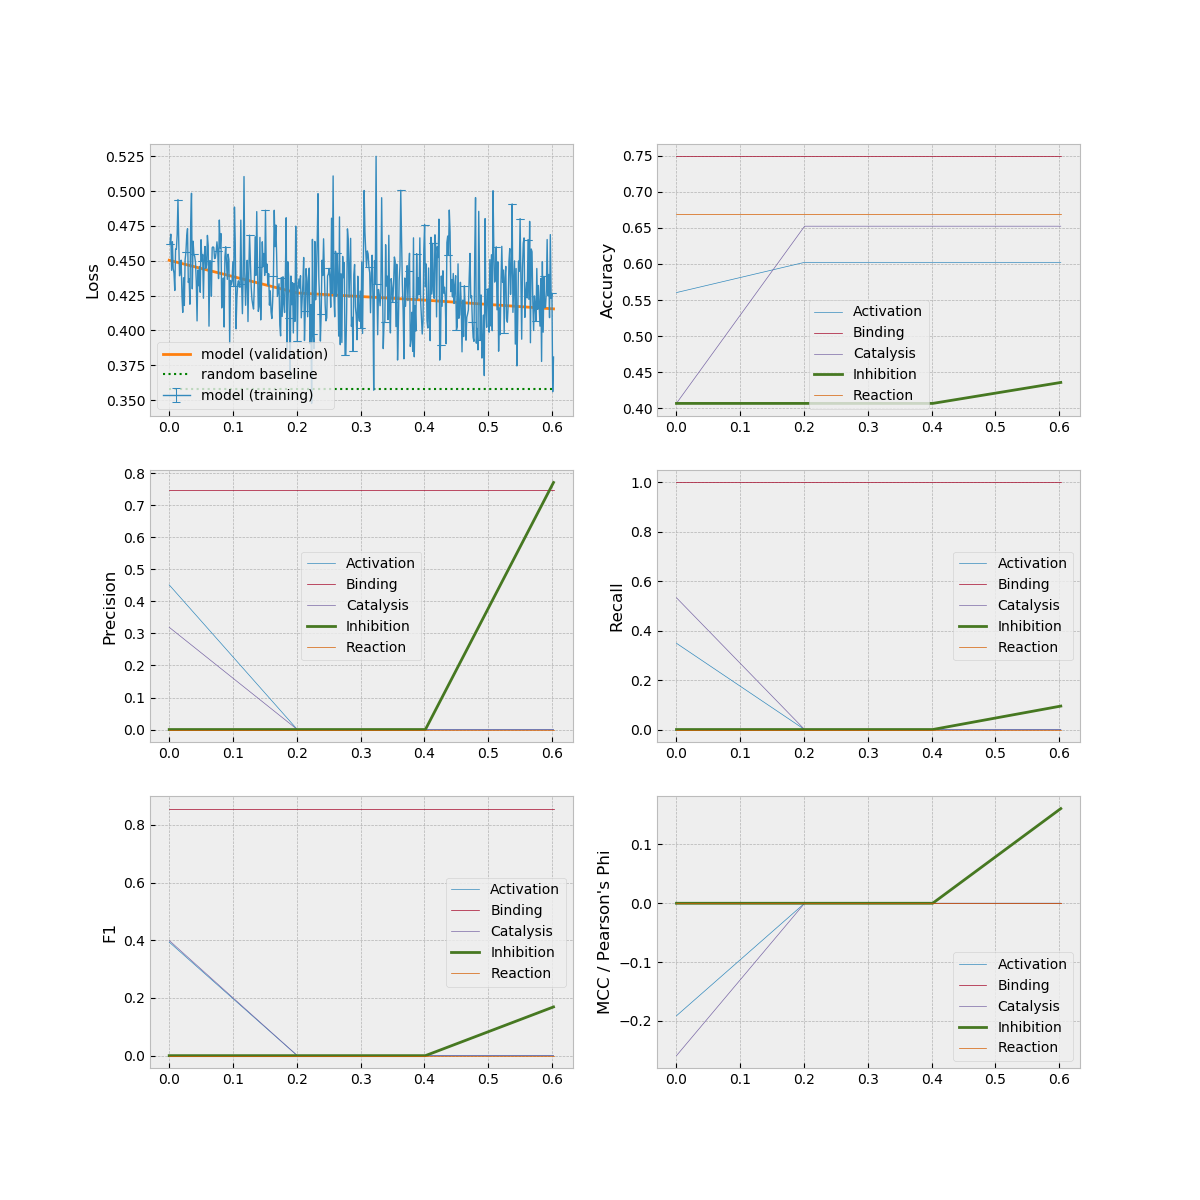 Loss
0.525
0.500
0.475
0.450
0.425
0.400
0.375
0.350
model (validation)
random baseline
model (training)
0.0 0.1 0.2 0.3 0.4 0.5 0.6
Accuracy
0.75
0.70
0.65
0.60
0.55
0.50
0.45
0.40
Activation
Binding
Catalysis
Inhibition
Reaction
0.0 0.1 0.2 0.3 0.4 0.5 0.6
Precision
0.8
0.7
0.6
0.5
0.4
0.3
0.2
0.1
0.0
Activation
Binding
Catalysis
Inhibition
Reaction
0.0 0.1 0.2 0.3 0.4 0.5 0.6
Recall
1.0
0.8
0.6
0.4
0.2
0.0
Activation
Binding
Catalysis
Inhibition
Reaction
0.0 0.1 0.2 0.3 0.4 0.5 0.6
F1
0.8
0.6
0.4
0.2
0.0
Activation
Binding
Catalysis
Inhibition
Reaction
0.0 0.1 0.2 0.3 0.4 0.5 0.6
MCC / Pearson's Phi
0.1
0.0
−0.1
−0.2
Activation
Binding
Catalysis
Inhibition
Reaction
0.0 0.1 0.2 0.3 0.4 0.5 0.6